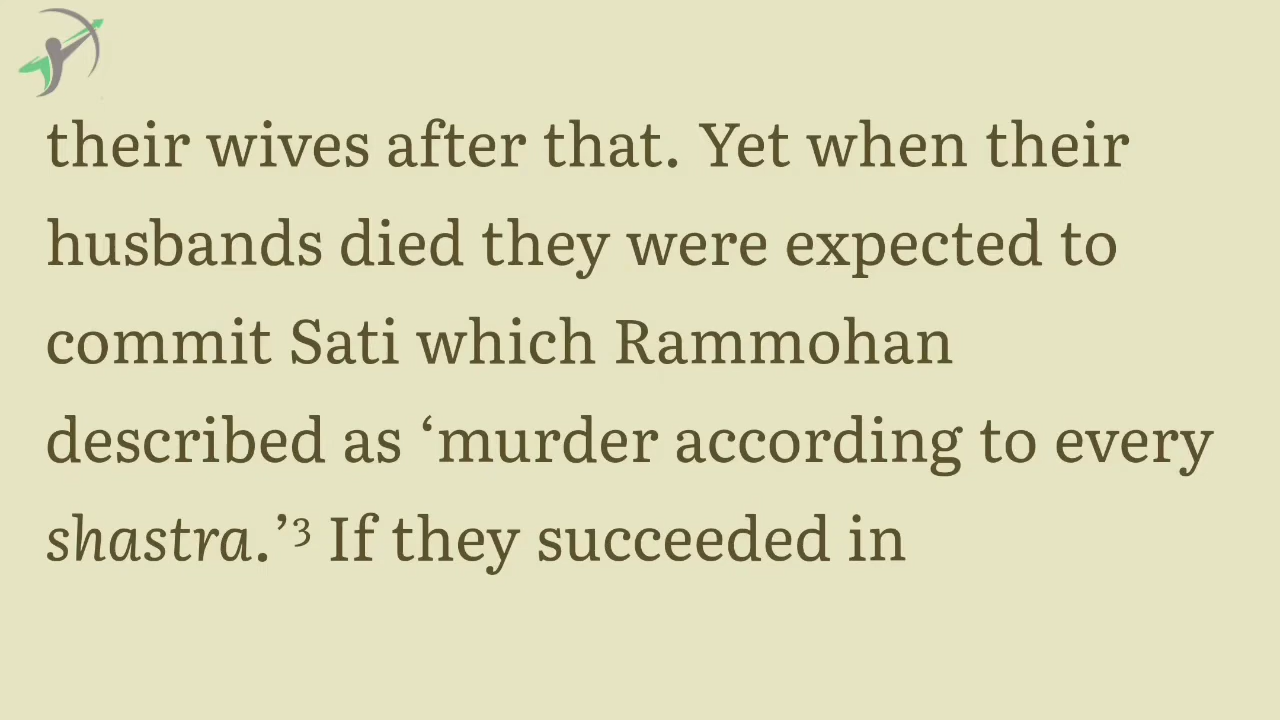 their wives after that. Yet when their
husbands died they were expected to
commit Sati which Rammohan
described as ‘murder according to every
shastra.’³ If they succeeded in